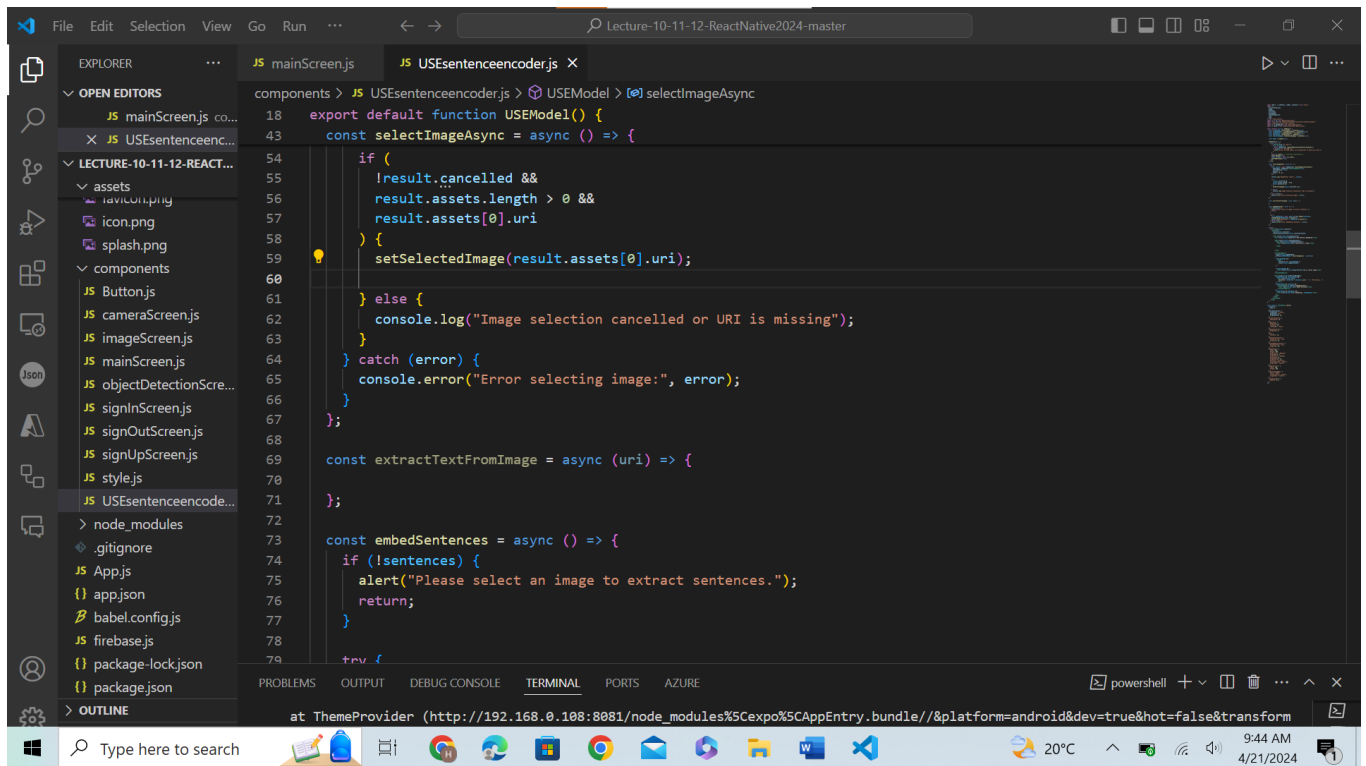 File Edit Selection View Go Run ··· Lecture-10-11-12-ReactNative2024-master
EXPLORER ···
OPEN EDITORS
JS mainScreen.js co...
JS USEsentenceenc...
LECTURE-10-11-12-REACT...
assets
favicon.png
icon.png
splash.png
components
JS Button.js
JS cameraScreen.js
JS imageScreen.js
JS mainScreen.js
JS objectDetectionScre...
JS signInScreen.js
JS signOutScreen.js
JS signUpScreen.js
JS style.js
JS USEsentenceencode...
node_modules
.gitignore
JS App.js
{} app.json
babel.config.js
JS firebase.js
{} package-lock.json
{} package.json
OUTLINE
Json
JS mainScreen.js JS USEsentenceencoder.js
components > JS USEsentenceencoder.js > USEModel > selectImageAsync
18 export default function USEModel() {
43 const selectImageAsync = async () => {
54 if (
55 !result.cancelled &&
56 result.assets.length > 0 &&
57 result.assets[0].uri
58 ) {
59 setSelectedImage(result.assets[0].uri);
60
61 } else {
62 console.log("Image selection cancelled or URI is missing");
63 }
64 } catch (error) {
65 console.error("Error selecting image:", error);
66 }
67 };
68
69 const extractTextFromImage = async (uri) => {
70
71 };
72
73 const embedSentences = async () => {
74 if (!sentences) {
75 alert("Please select an image to extract sentences.");
76 return;
77 }
78
79 try {
PROBLEMS OUTPUT DEBUG CONSOLE TERMINAL PORTS AZURE powershell
at ThemeProvider (http://192.168.0.108:8081/node_modules%5Cexpo%5CAppEntry.bundle//&platform=android&dev=true&hot=false&transform
Type here to search
20°C
9:44 AM
4/21/2024
1